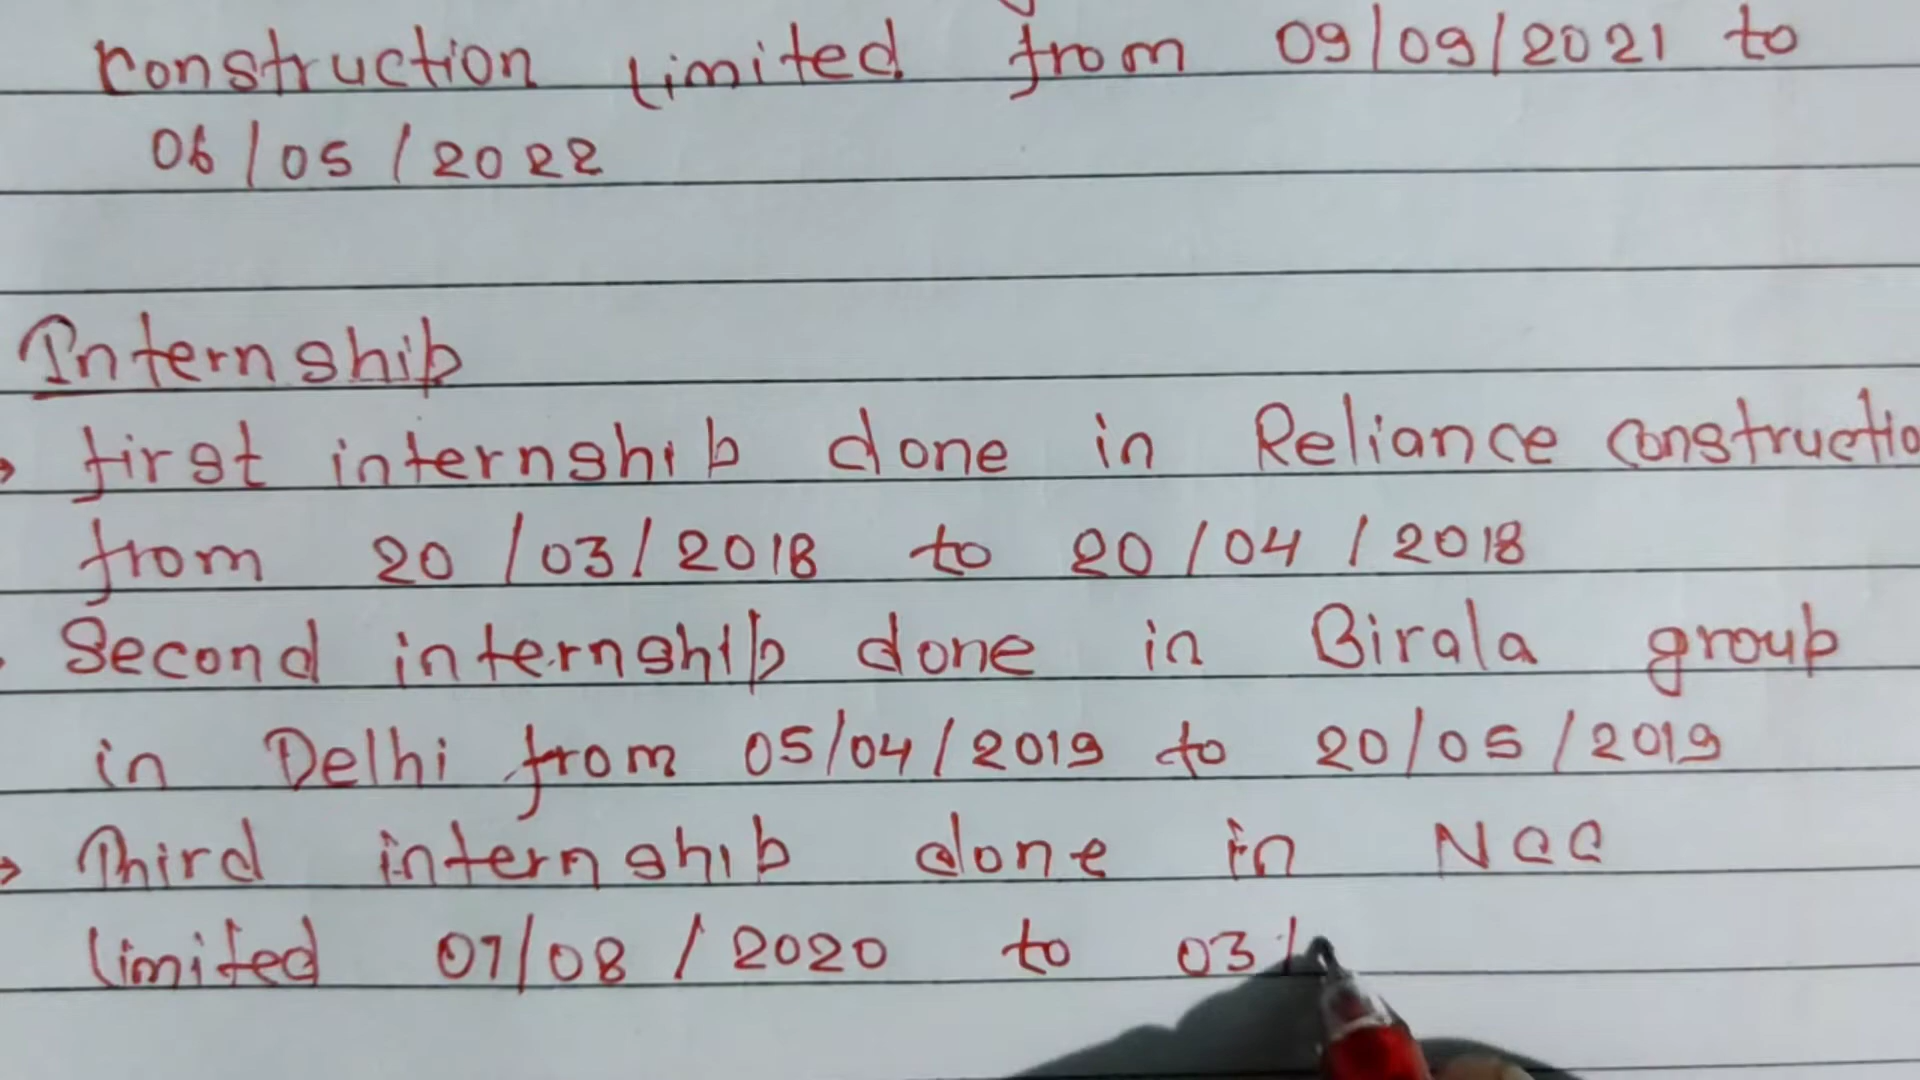 construction limited from 09/09/2021 to
06/05/2022
Internship
first internship done in Reliance constructio
from 20/03/2018 to 20/04/2018
Second internship done in Birala group
in Delhi from 05/04/2019 to 20/05/2019
Third internship done in NCC
limited 07/08/2020 to 03/